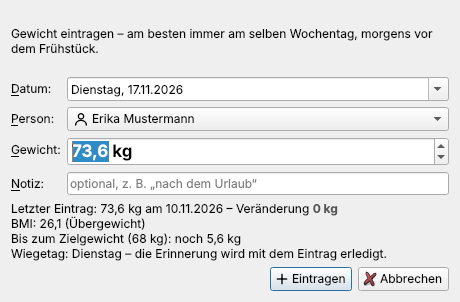 Gewicht eintragen – am besten immer am selben Wochentag, morgens vor
dem Frühstück.
Datum: Dienstag, 17.11.2026
Person: Erika Mustermann
Gewicht: 73,6 kg
Notiz: optional, z. B. „nach dem Urlaub“
Letzter Eintrag: 73,6 kg am 10.11.2026 – Veränderung 0 kg
BMI: 26,1 (Übergewicht)
Bis zum Zielgewicht (68 kg): noch 5,6 kg
Wiegetag: Dienstag – die Erinnerung wird mit dem Eintrag erledigt.
Eintragen Abbrechen